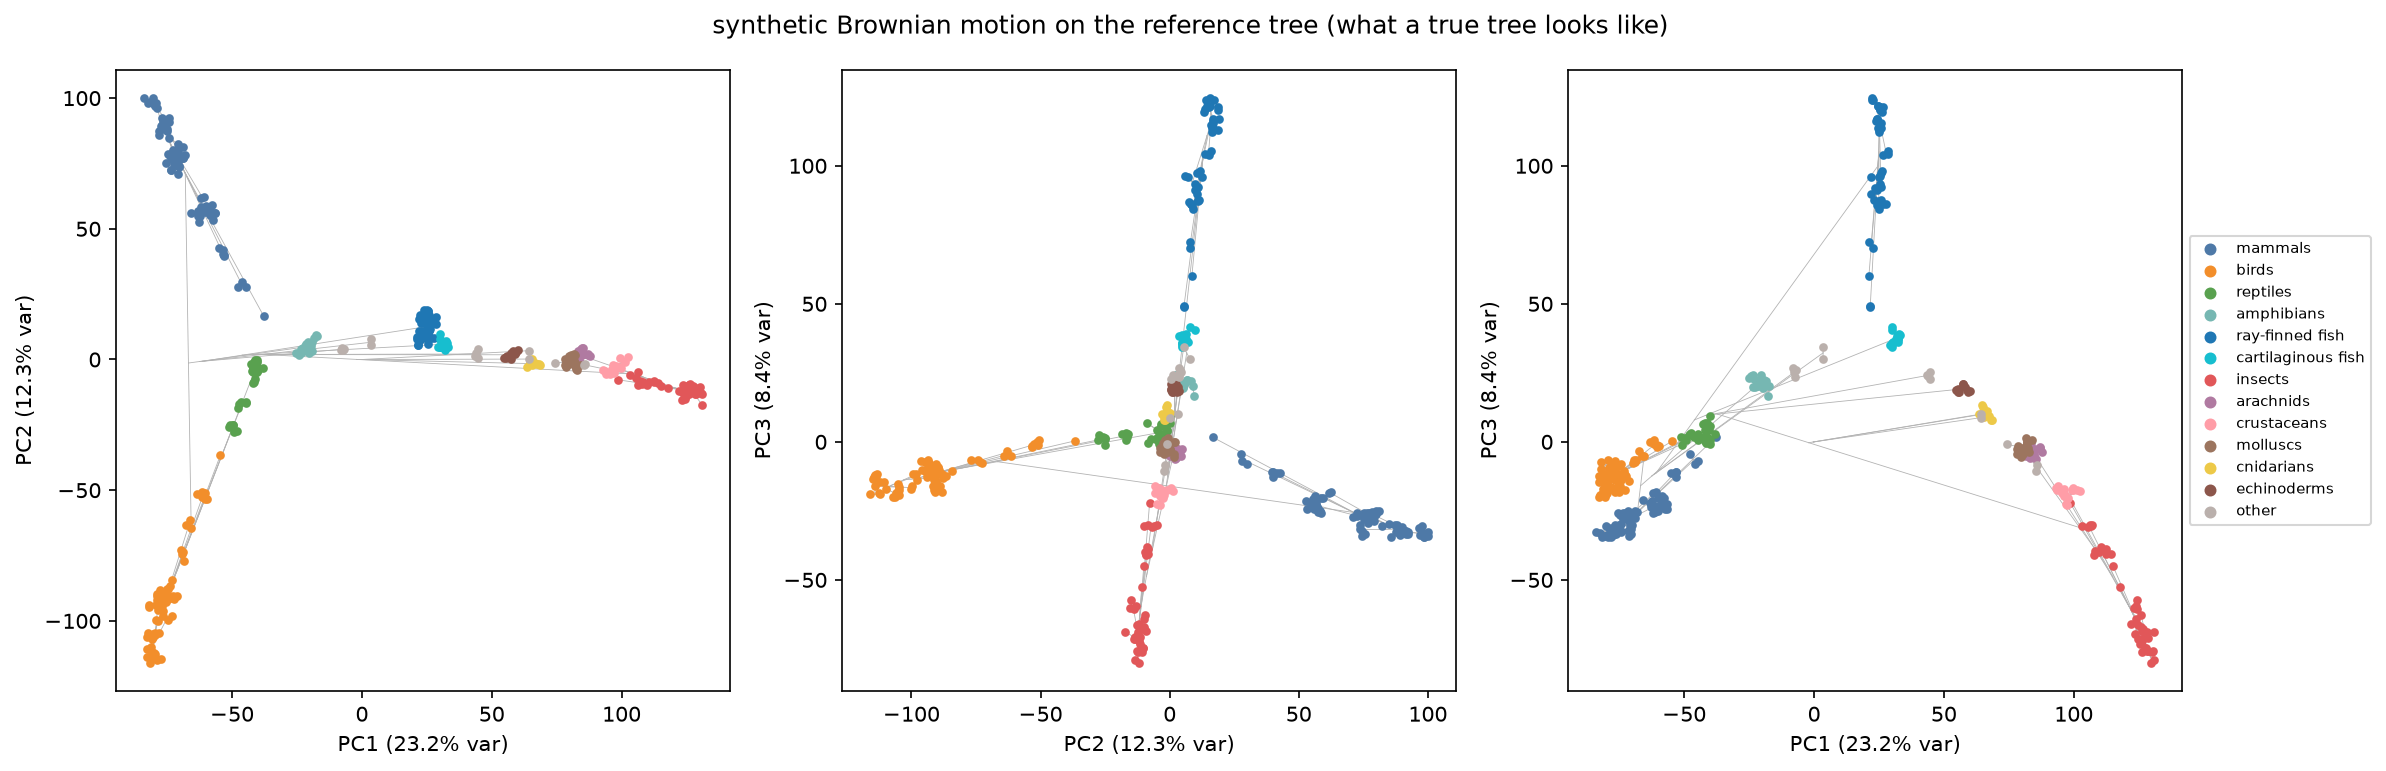 synthetic Brownian motion on the reference tree (what a true tree looks like)
PC2 (12.3% var)
100
50
0
−50
−100
−50
0
50
100
PC1 (23.2% var)
PC3 (8.4% var)
100
50
0
−50
−100
−50
0
50
100
PC2 (12.3% var)
PC3 (8.4% var)
100
50
0
−50
−50
0
50
100
PC1 (23.2% var)
mammals
birds
reptiles
amphibians
ray-finned fish
cartilaginous fish
insects
arachnids
crustaceans
molluscs
cnidarians
echinoderms
other